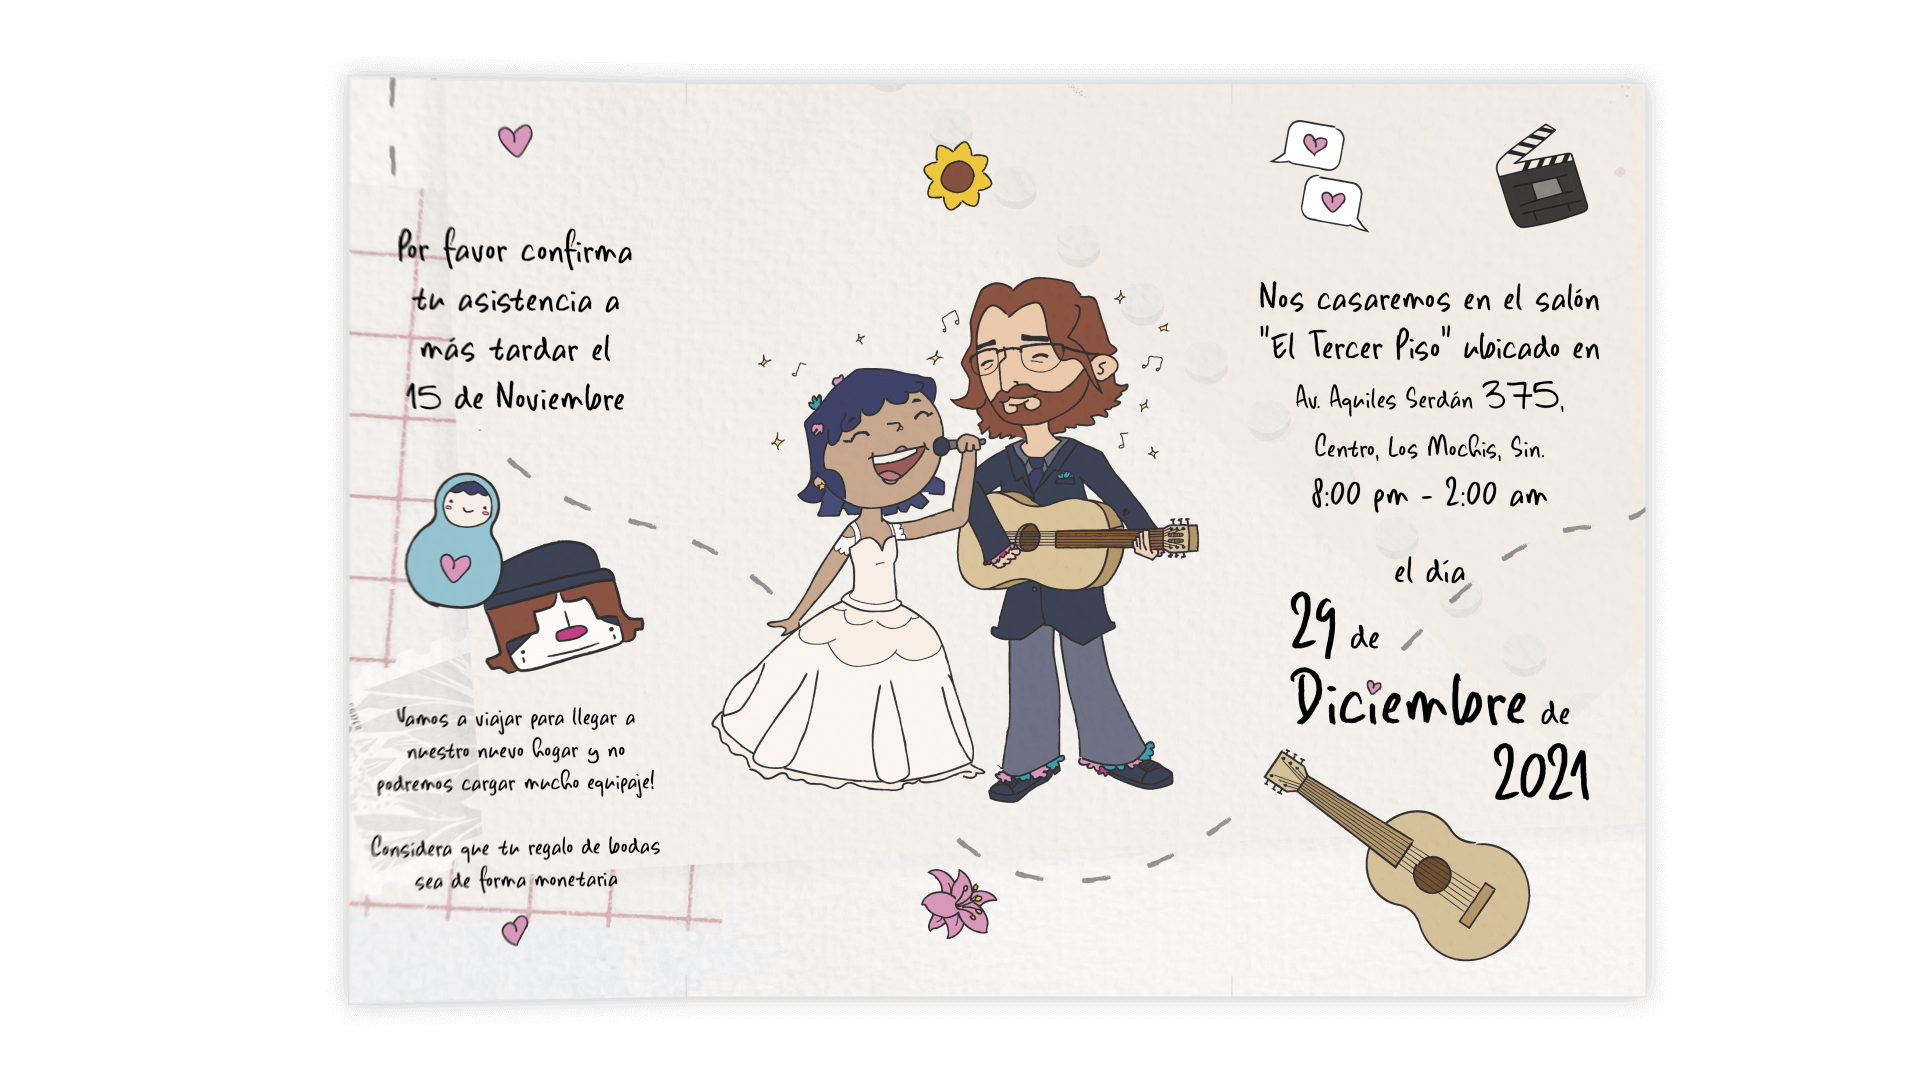 Por favor confirma
tu asistencia a
más tardar el
15 de Noviembre
Vamos a viajar para llegar a
nuestro nuevo hogar y no
podremos cargar mucho equipaje!
Considera que tu regalo de bodas
sea de forma monetaria
Nos casaremos en el salón
"El Tercer Piso" ubicado en
Av. Aquiles Serdán 375,
Centro, Los Mochis, Sin.
8:00 pm - 2:00 am
el día
29 de
Diciembre de
2021